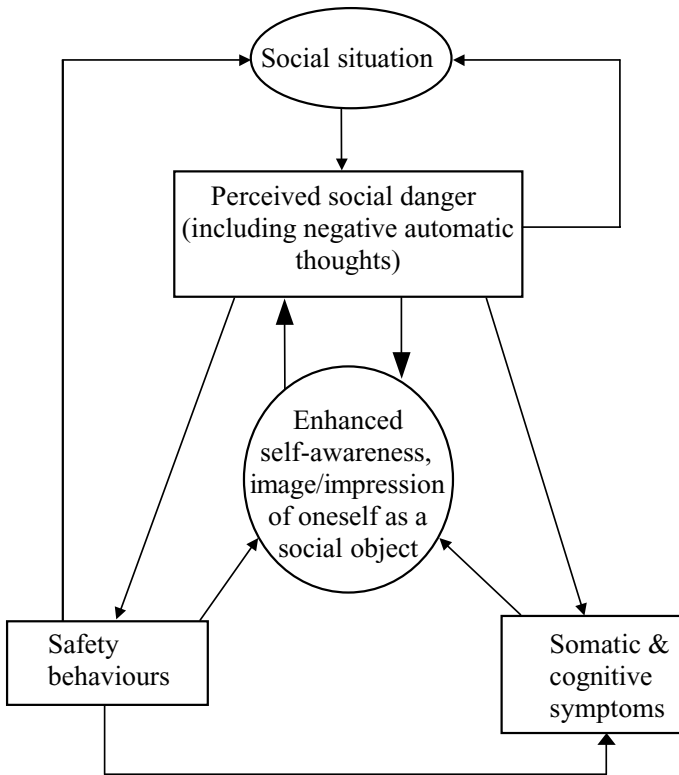 Social situation
Perceived social danger
(including negative automatic
thoughts)
Enhanced
self-awareness,
image/impression
of oneself as a
social object
Safety
behaviours
Somatic &
cognitive
symptoms